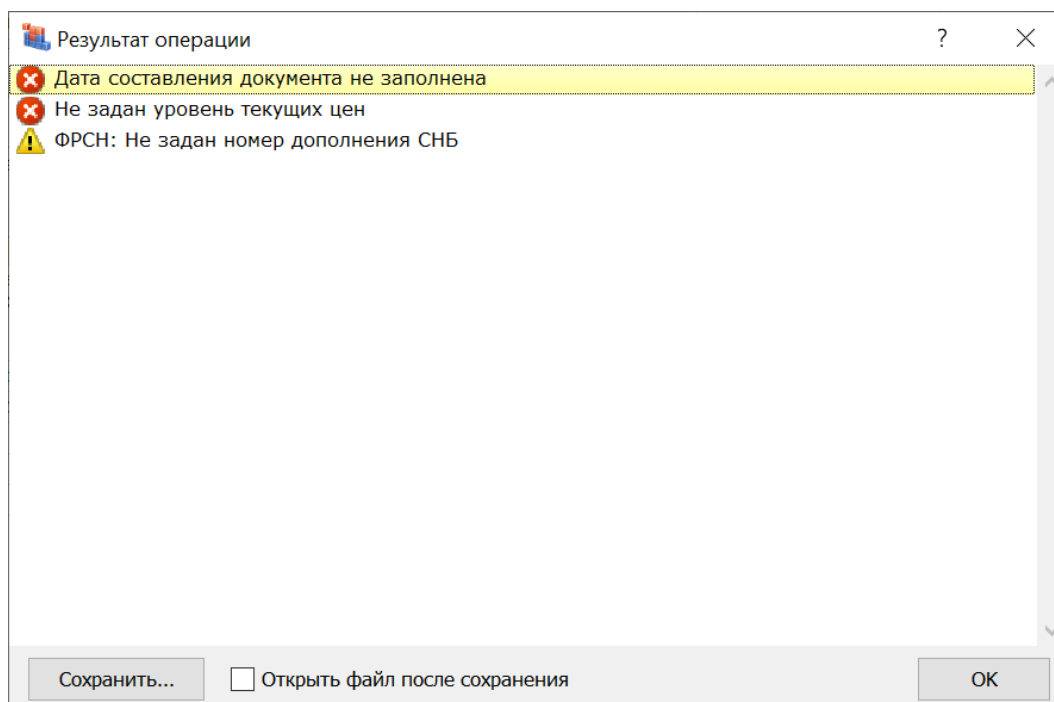 Результат операции
?
Дата составления документа не заполнена
Не задан уровень текущих цен
ФРСН: Не задан номер дополнения СНБ
Сохранить...
Открыть файл после сохранения
OK